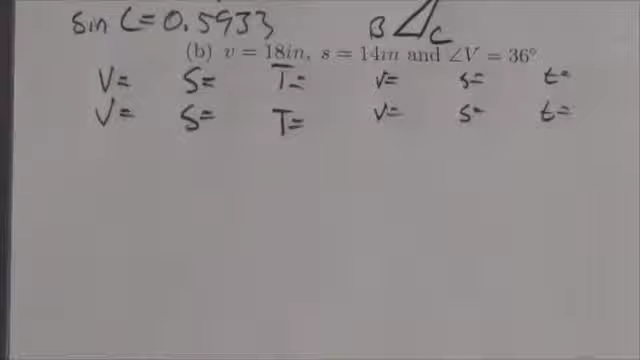 sin C = 0.5933
B C
(b) v = 18in, s = 14in and ∠V = 36°
V= S= T= v= s= t=
V= S= T= v= s= t=